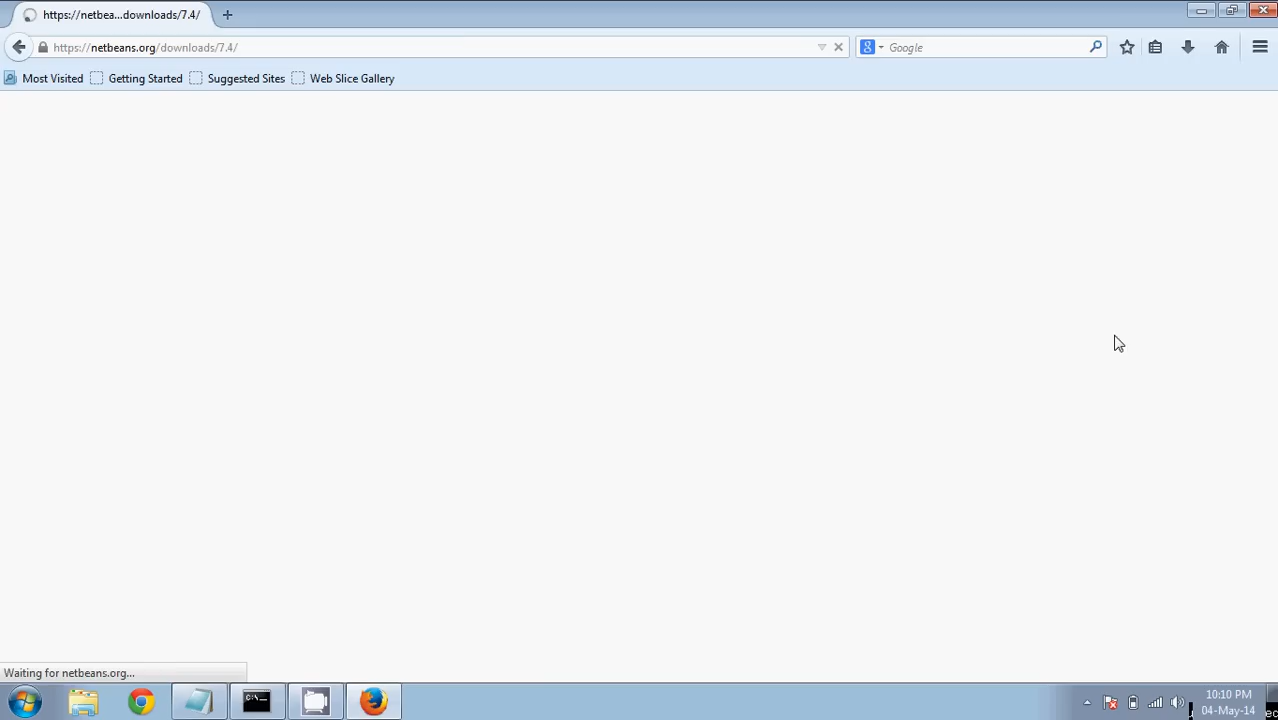 https://netbea...downloads/7.4/
https://netbeans.org/downloads/7.4/
Google
Most Visited Getting Started Suggested Sites Web Slice Gallery
Waiting for netbeans.org...
C:\_
10:10 PM
04-May-14